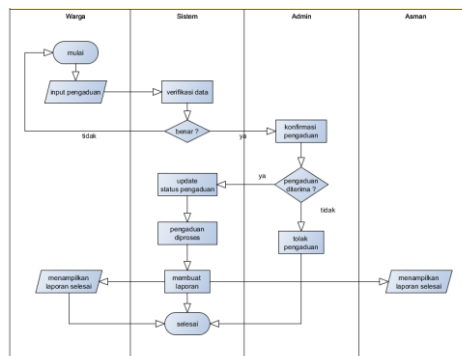 Warga
Sistem
Admin
Asman
mulai
input pengaduan
verifikasi data
benar ?
tidak
ya
konfirmasi
pengaduan
pengaduan
diterima ?
ya
tidak
update
status pengaduan
pengaduan
diproses
tolak
pengaduan
menampilkan
laporan selesai
membuat
laporan
menampilkan
laporan selesai
selesai